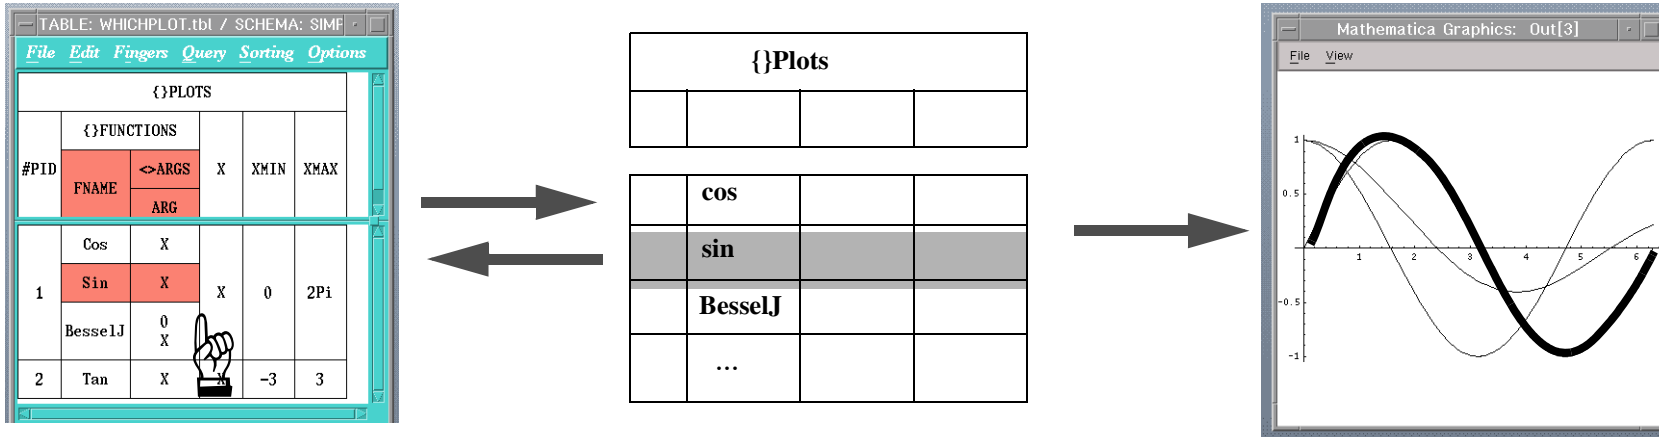 TABLE: WHICHPLOT.tbl / SCHEMA: SIMP
File Edit Fingers Query Sorting Options
{}PLOTS
{}FUNCTIONS
#PID FNAME <>ARGS X XMIN XMAX
ARG
Cos X
Sin X
1 X 0 2Pi
BesselJ 0
X
2 Tan X X -3 3
{}Plots
cos
sin
BesselJ
...
Mathematica Graphics: Out[3]
File View
1
0.5
1 2 3 4 5 6
-0.5
-1